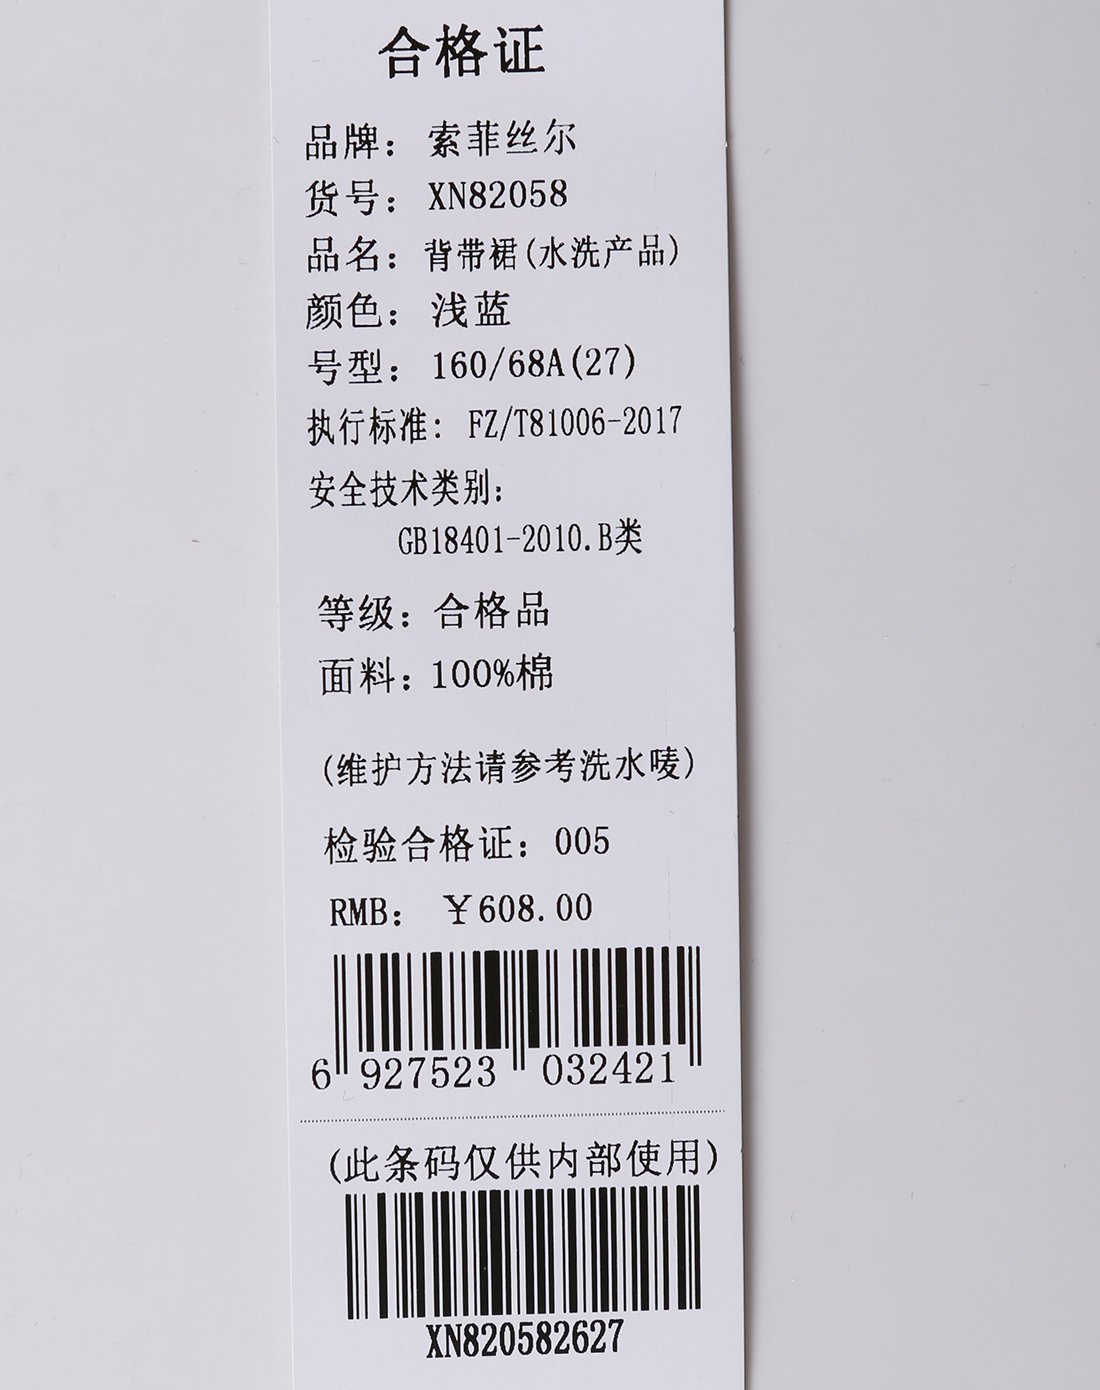 合格证
品牌：索菲丝尔
货号：XN82058
品名：背带裙(水洗产品)
颜色：浅蓝
号型：160/68A(27)
执行标准：FZ/T81006-2017
安全技术类别：
GB18401-2010.B类
等级：合格品
面料：100%棉
(维护方法请参考洗水唛)
检验合格证：005
RMB：￥608.00
6 927523 032421
(此条码仅供内部使用)
XN820582627